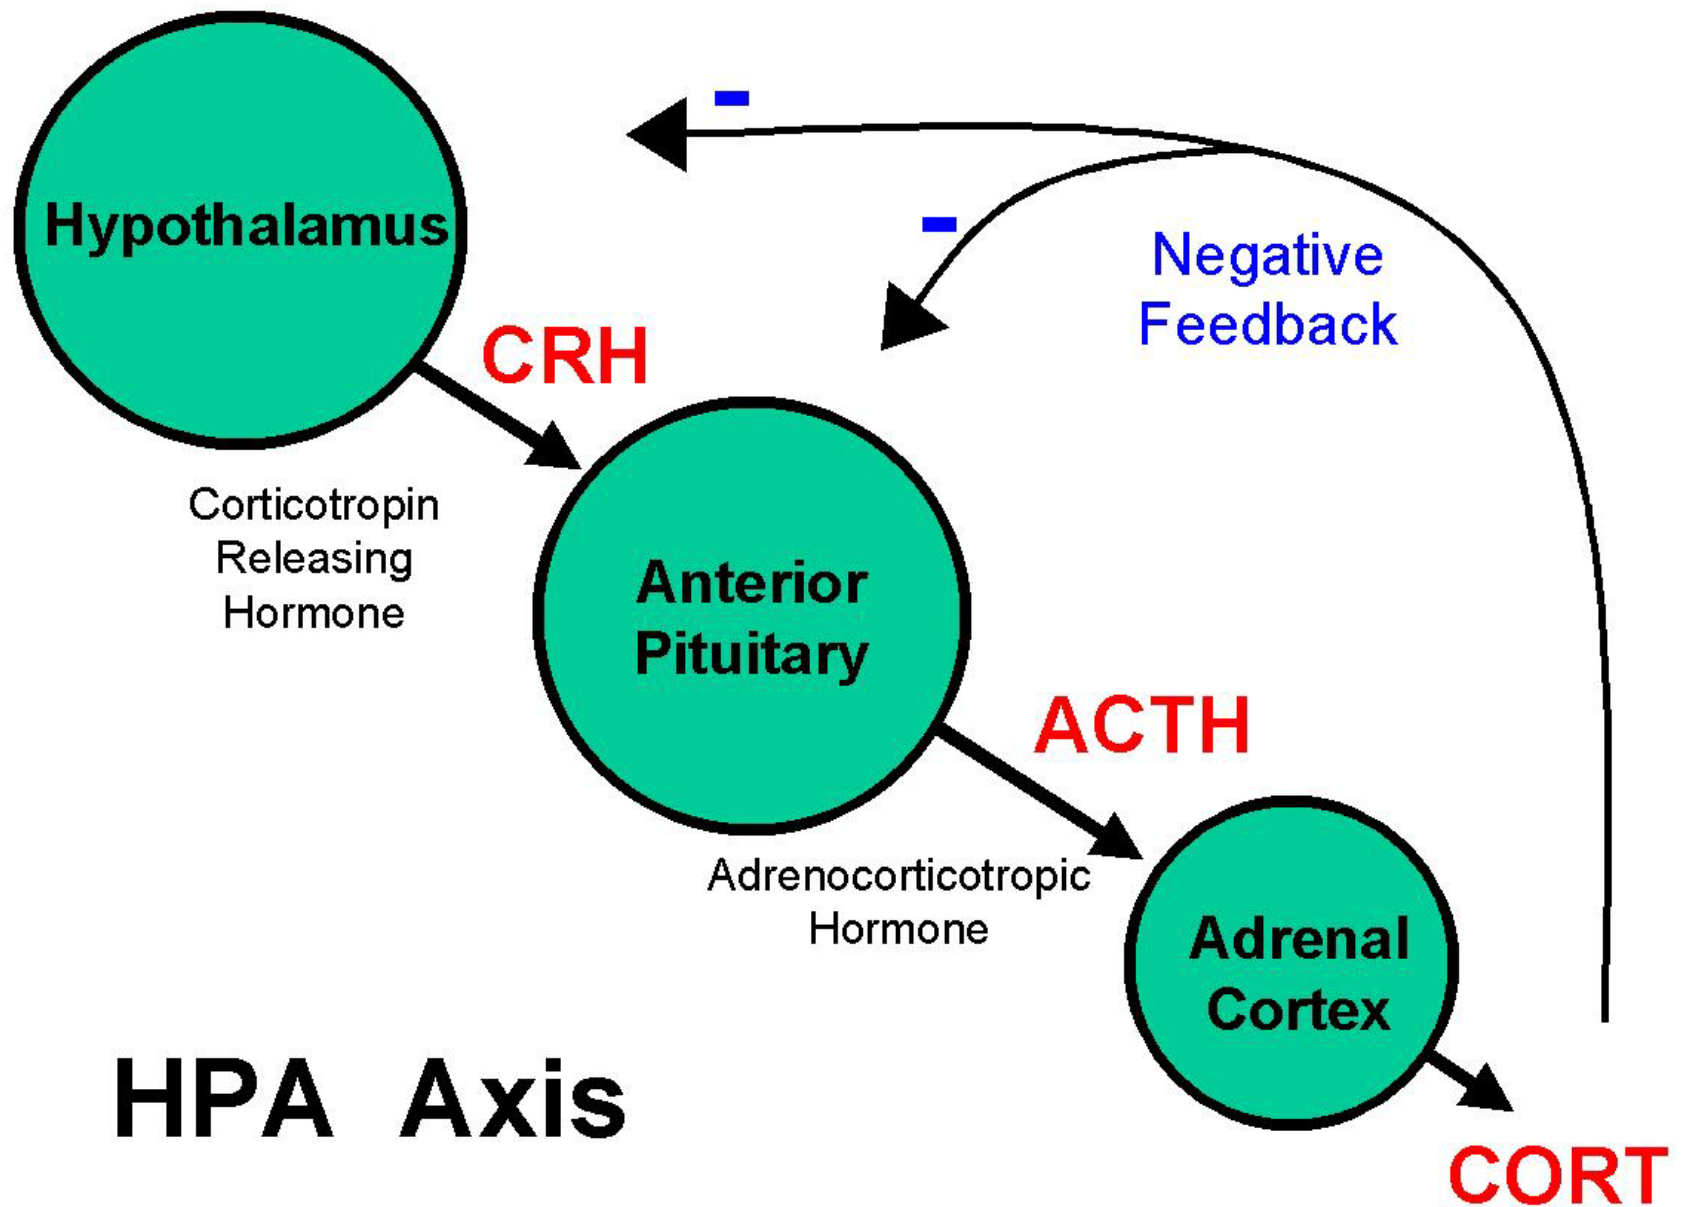 -
Hypothalamus
-
Negative
Feedback
CRH
Corticotropin
Releasing
Hormone
Anterior
Pituitary
ACTH
Adrenocorticotropic
Hormone
Adrenal
Cortex
HPA Axis
CORT